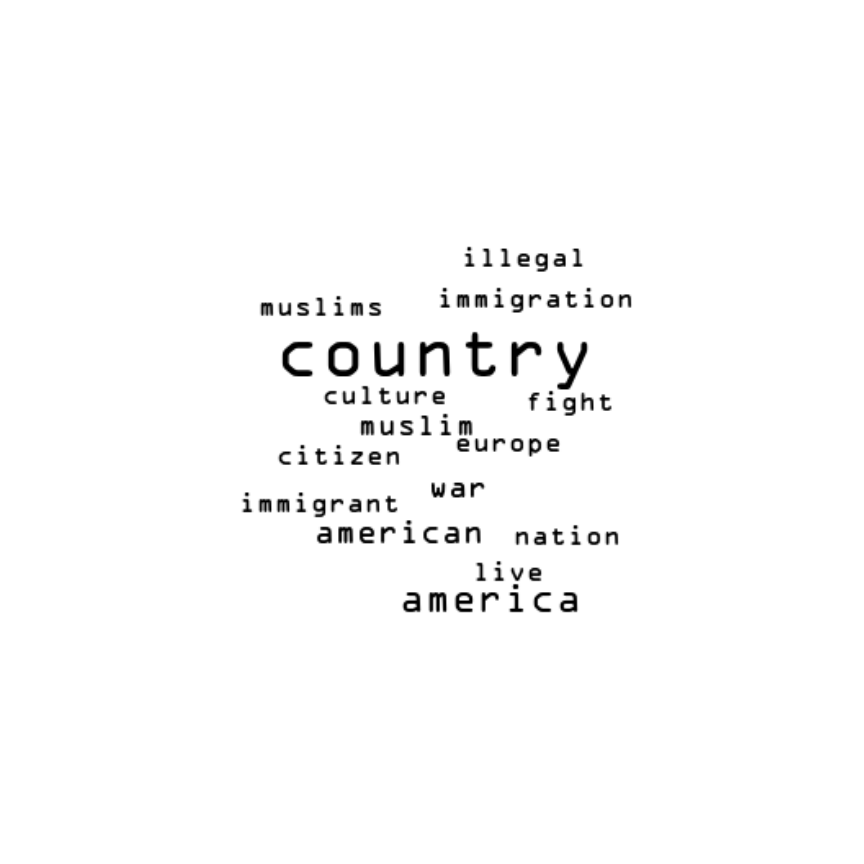 illegal
immigration
muslims
country
culture
fight
muslim
europe
citizen
war
immigrant
american
nation
live
america